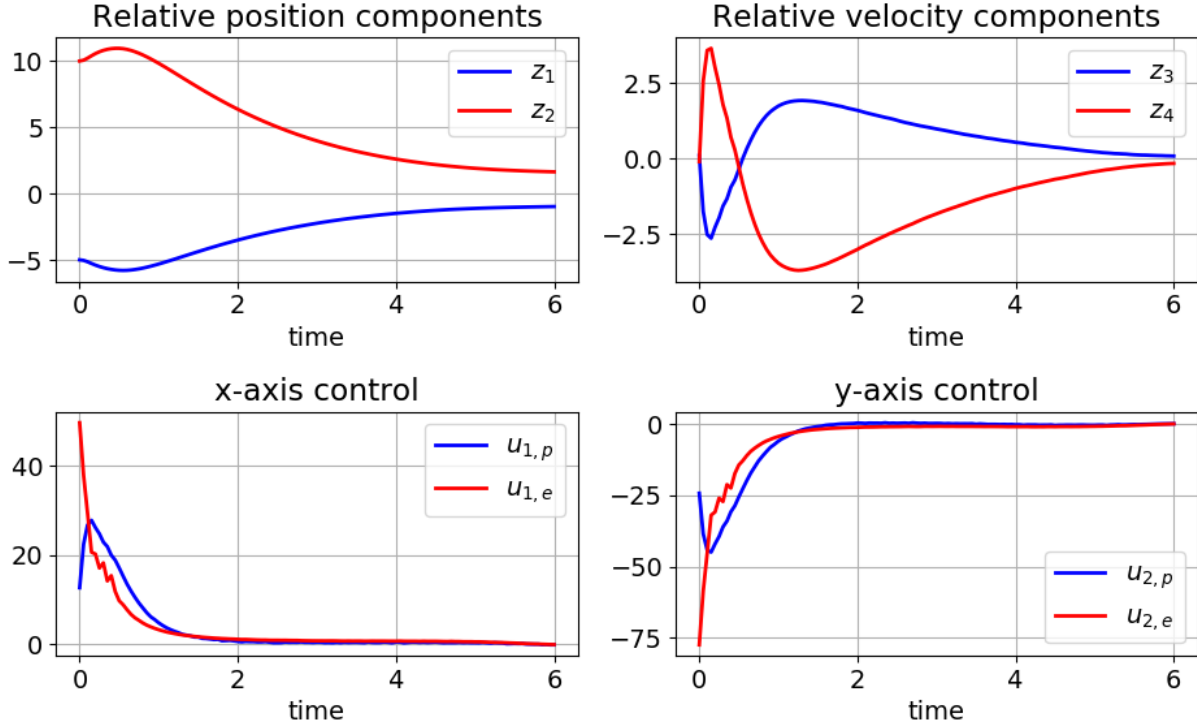 Relative position components
10
5
0
−5
z1
z2
0 2 4 6
time
Relative velocity components
2.5
0.0
−2.5
z3
z4
0 2 4 6
time
x-axis control
40
20
0
u1,p
u1,e
0 2 4 6
time
y-axis control
0
−25
−50
−75
u2,p
u2,e
0 2 4 6
time